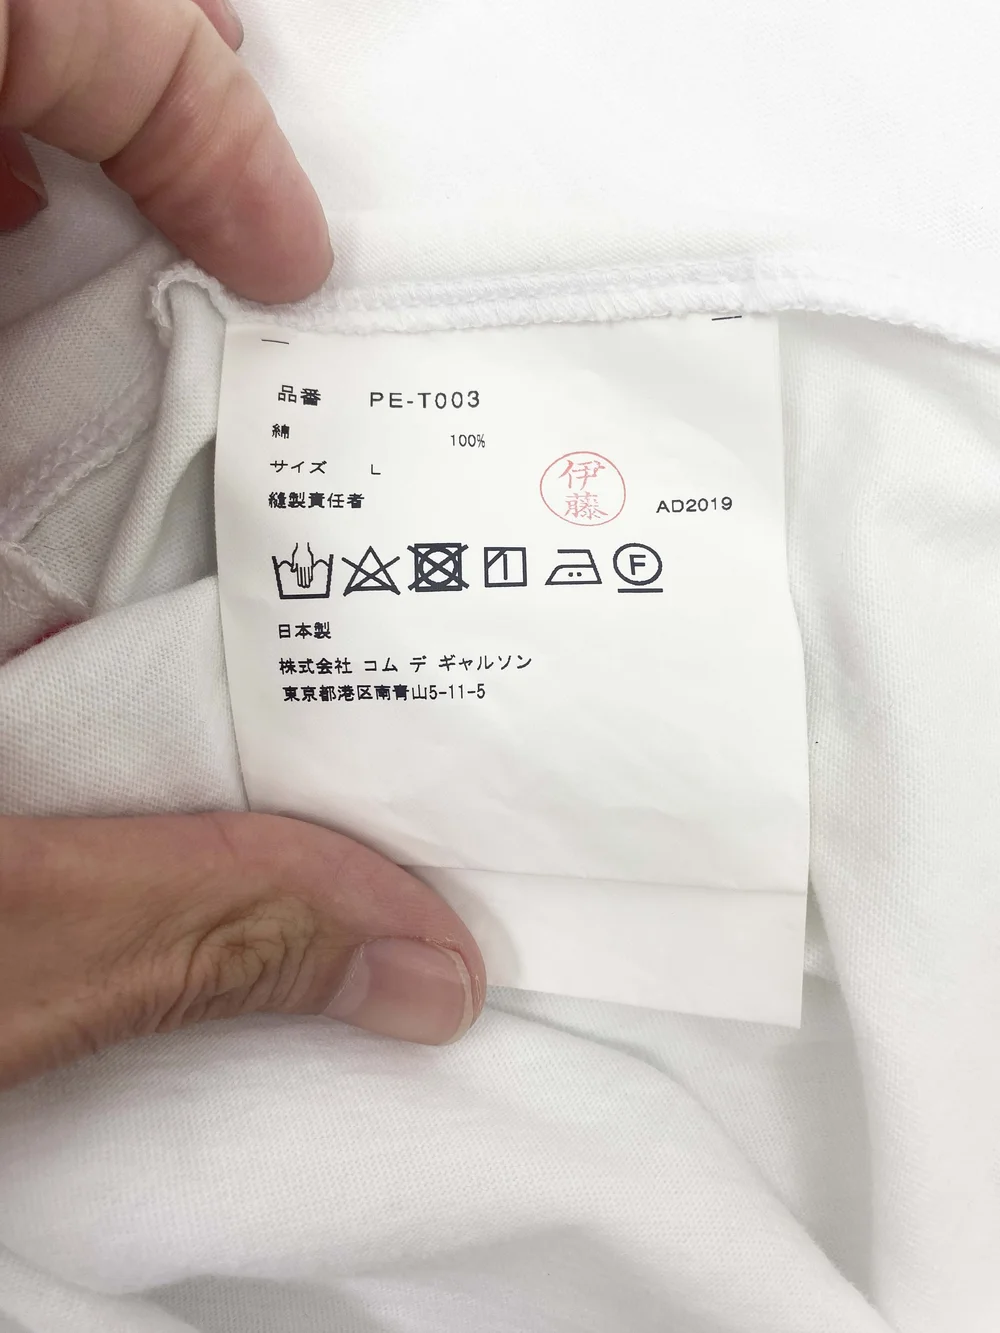 品番 PE-T003
綿 100%
サイズ L
縫製責任者 伊藤 AD2019
F
日本製
株式会社 コム デ ギャルソン
東京都港区南青山5-11-5